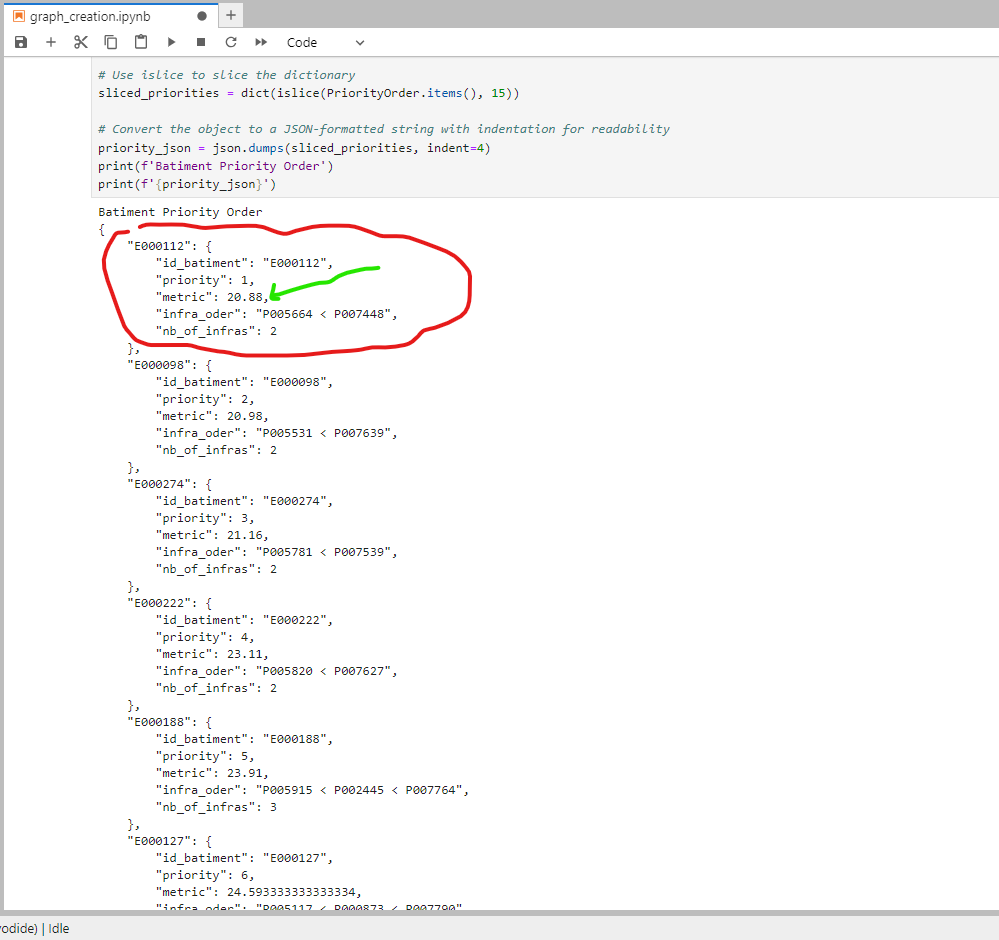 graph_creation.ipynb
Code
# Use islice to slice the dictionary
sliced_priorities = dict(islice(PriorityOrder.items(), 15))
# Convert the object to a JSON-formatted string with indentation for readability
priority_json = json.dumps(sliced_priorities, indent=4)
print(f'Batiment Priority Order')
print(f'{priority_json}')
Batiment Priority Order
{
"E000112": {
"id_batiment": "E000112",
"priority": 1,
"metric": 20.88,
"infra_oder": "P005664 < P007448",
"nb_of_infras": 2
},
"E000098": {
"id_batiment": "E000098",
"priority": 2,
"metric": 20.98,
"infra_oder": "P005531 < P007639",
"nb_of_infras": 2
},
"E000274": {
"id_batiment": "E000274",
"priority": 3,
"metric": 21.16,
"infra_oder": "P005781 < P007539",
"nb_of_infras": 2
},
"E000222": {
"id_batiment": "E000222",
"priority": 4,
"metric": 23.11,
"infra_oder": "P005820 < P007627",
"nb_of_infras": 2
},
"E000188": {
"id_batiment": "E000188",
"priority": 5,
"metric": 23.91,
"infra_oder": "P005915 < P002445 < P007764",
"nb_of_infras": 3
},
"E000127": {
"id_batiment": "E000127",
"priority": 6,
"metric": 24.593333333333334,
"infra_oder": "P005117 < P000873 < P007790"
yodide) | Idle